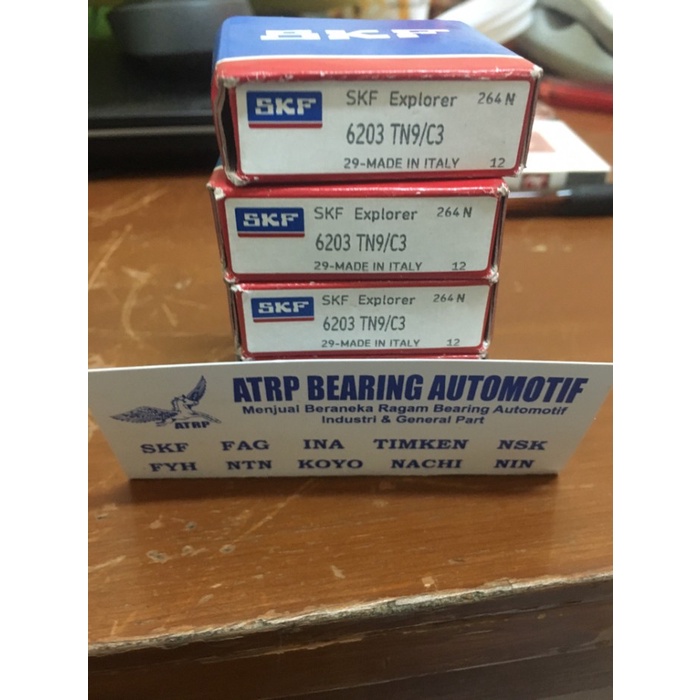 SKF
SKF SKF Explorer 264 N
6203 TN9/C3
29-MADE IN ITALY 12
SKF SKF Explorer 264 N
6203 TN9/C3
29-MADE IN ITALY 12
SKF SKF Explorer 264 N
6203 TN9/C3
29-MADE IN ITALY 12
ATRP BEARING AUTOMOTIF
Menjual Beraneka Ragam Bearing Automotif
Industri & General Part
ATRP
SKF FAG INA TIMKEN NSK
FYH NTN KOYO NACHI NIN